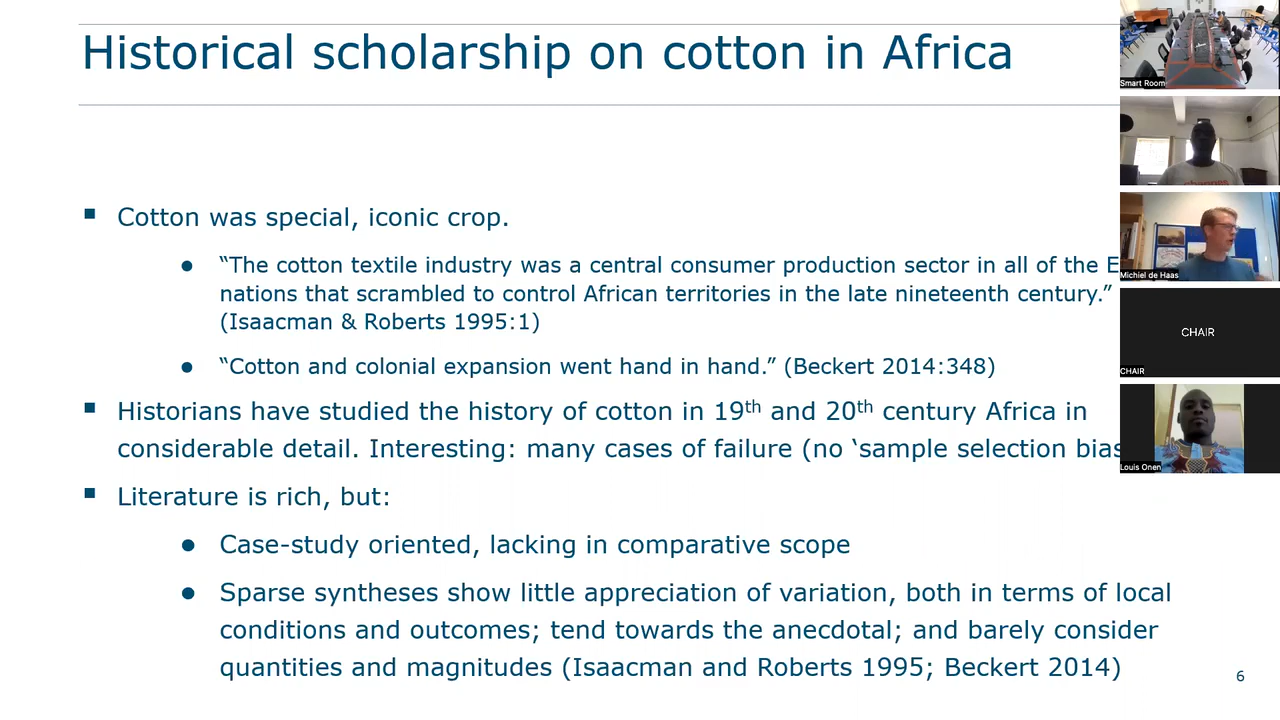 Historical scholarship on cotton in Africa
Cotton was special, iconic crop.
“The cotton textile industry was a central consumer production sector in all of the E
nations that scrambled to control African territories in the late nineteenth century.”
(Isaacman & Roberts 1995:1)
“Cotton and colonial expansion went hand in hand.” (Beckert 2014:348)
Historians have studied the history of cotton in 19th and 20th century Africa in
considerable detail. Interesting: many cases of failure (no ‘sample selection bias
Literature is rich, but:
Case-study oriented, lacking in comparative scope
Sparse syntheses show little appreciation of variation, both in terms of local
conditions and outcomes; tend towards the anecdotal; and barely consider
quantities and magnitudes (Isaacman and Roberts 1995; Beckert 2014)
6
Smart Room
Michiel de Haas
CHAIR
CHAIR
Louis Onen